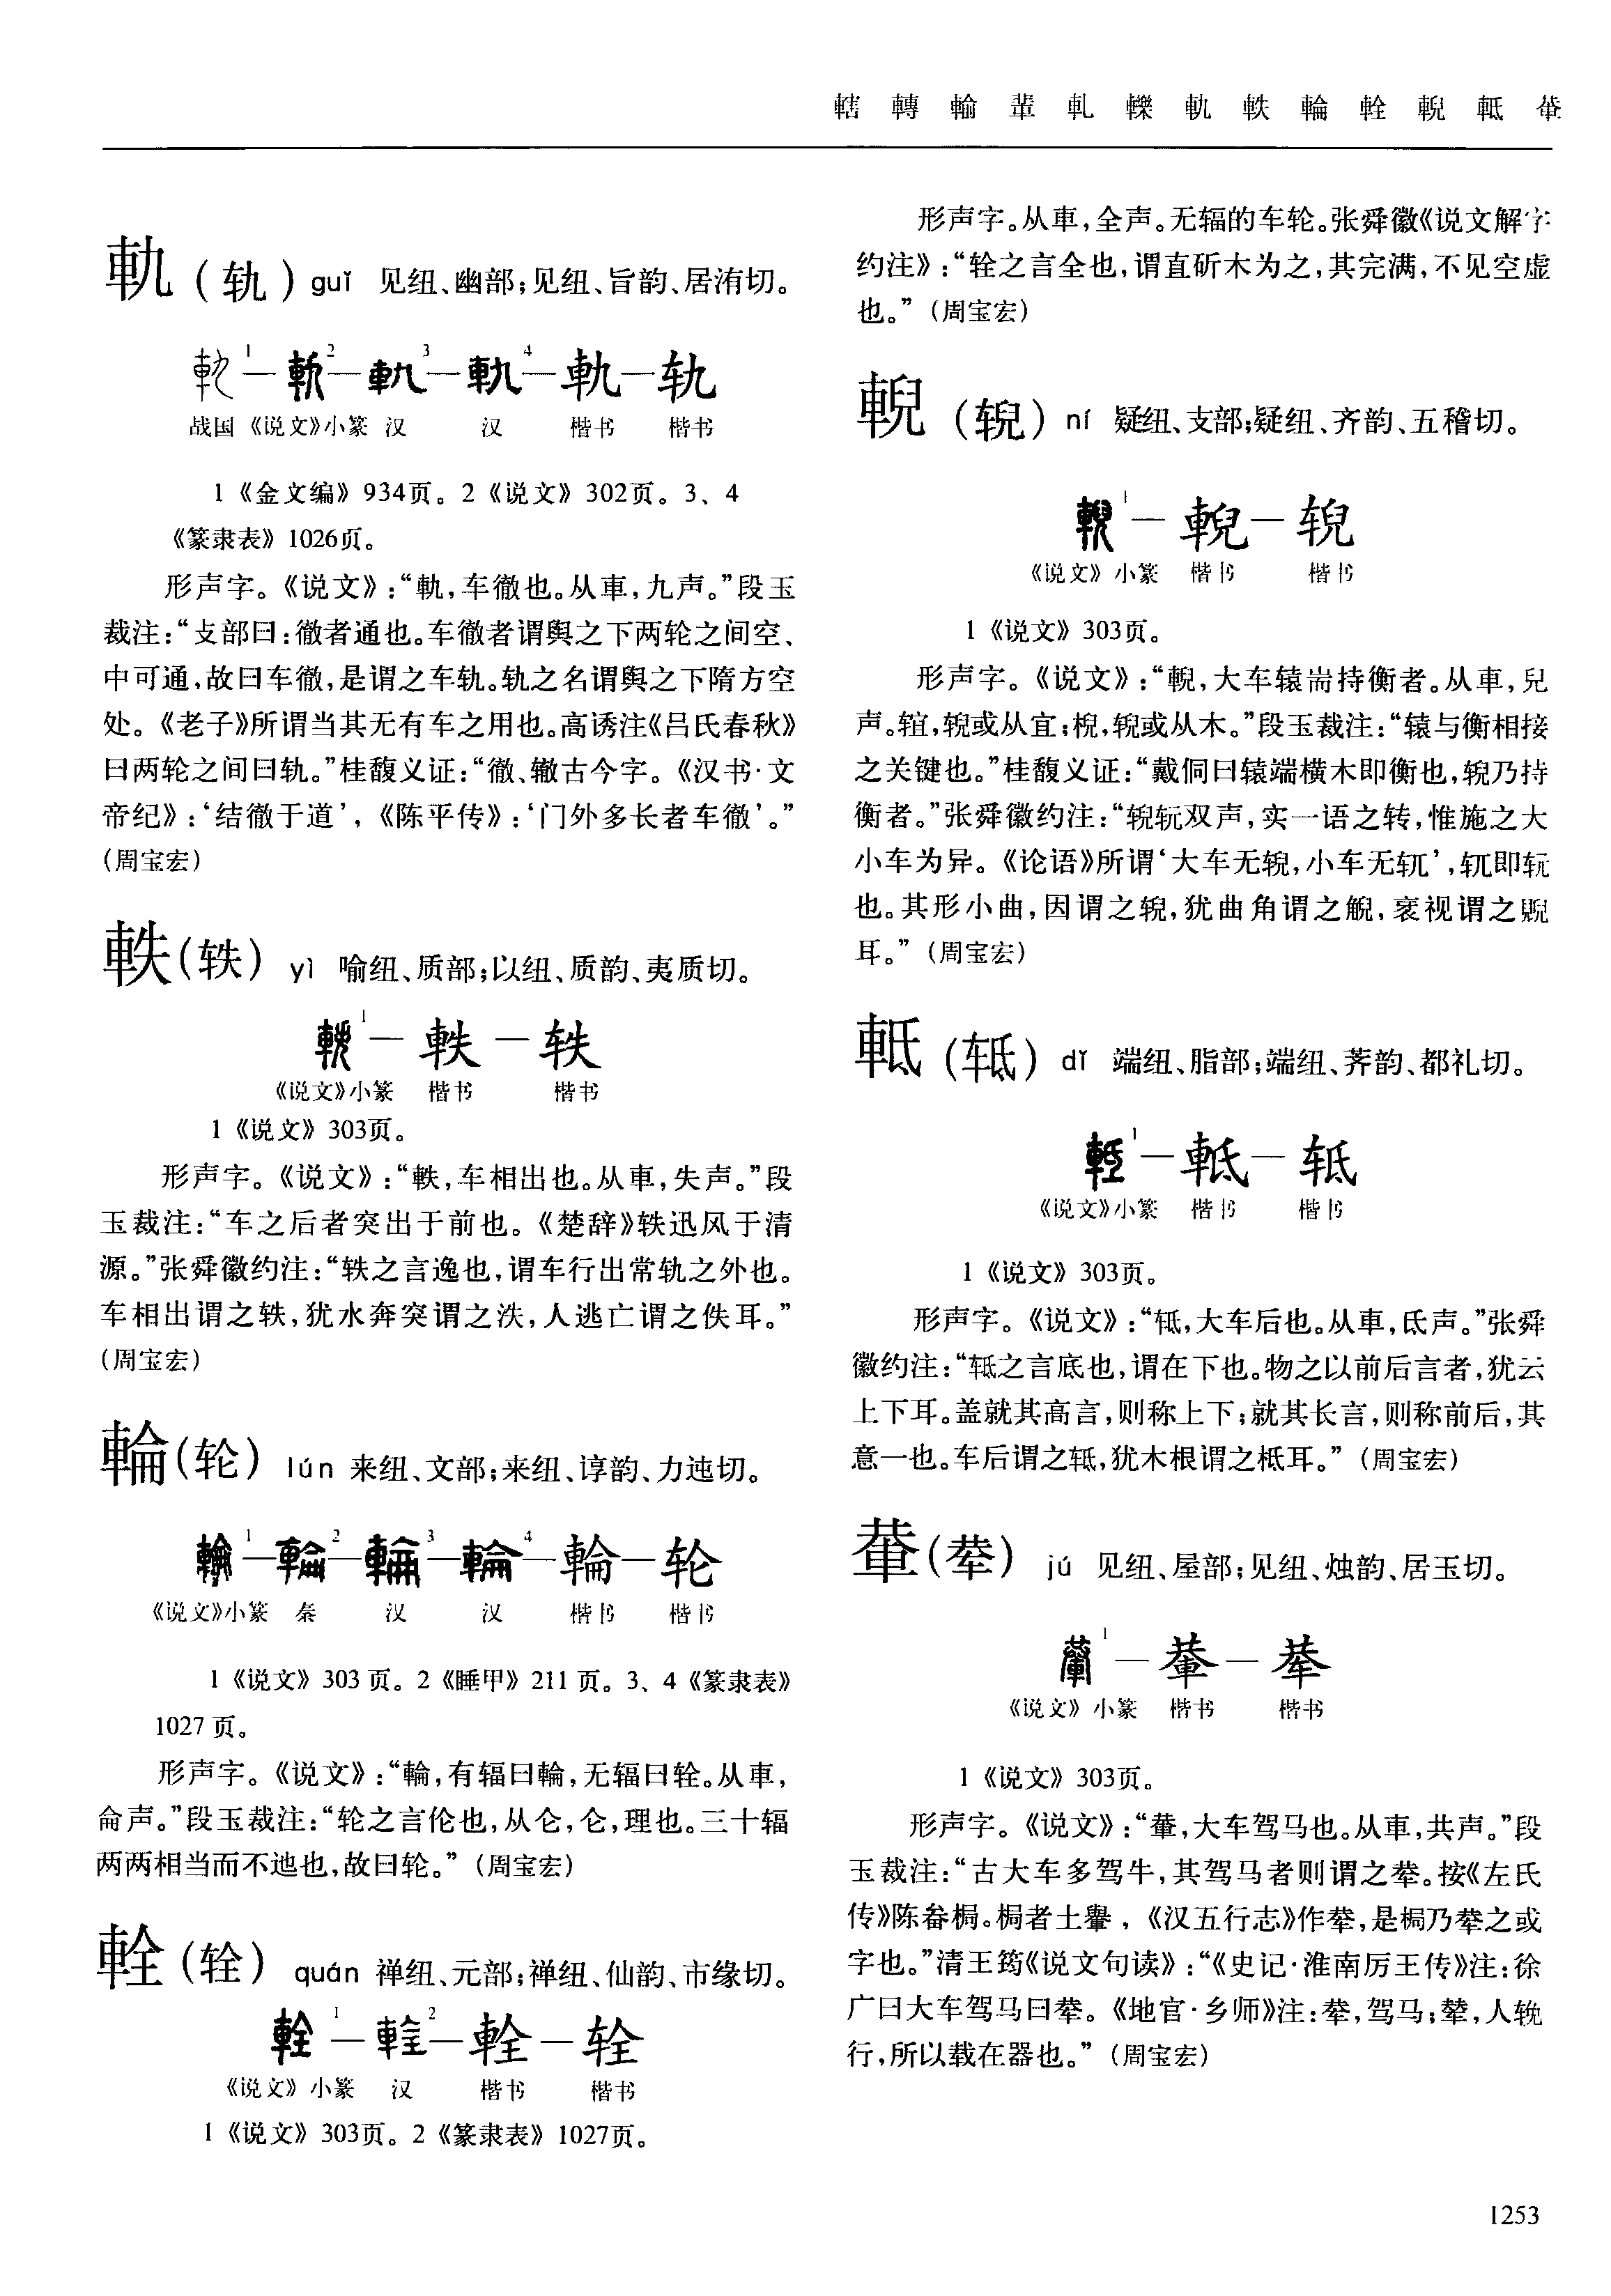 轄 轉 輸 輩 軋 轢 軌 軼 輪 輇 輗 軧 輂
軌（轨）guǐ 见纽、幽部；见纽、旨韵、居洧切。
軌—軌—軌—轨
战国《说文》小篆 汉 汉 楷书 楷书
1《金文编》934页。2《说文》302页。3、4
《篆隶表》1026页。
形声字。《说文》：“軌，车徹也。从車，九声。”段玉
裁注：“支部曰：徹者通也。车徹者谓舆之下两轮之间空、
中可通，故曰车徹，是谓之车轨。轨之名谓舆之下隋方空
处。《老子》所谓当其无有车之用也。高诱注《吕氏春秋》
曰两轮之间曰轨。”桂馥义证：“徹、辙古今字。《汉书·文
帝纪》：‘结徹于道’，《陈平传》：‘门外多长者车徹’。”
（周宝宏）
軼（轶）yì 喻纽、质部；以纽、质韵、夷质切。
軼—轶
《说文》小篆 楷书 楷书
1《说文》303页。
形声字。《说文》：“軼，车相出也。从車，失声。”段
玉裁注：“车之后者突出于前也。《楚辞》轶迅风于清
源。”张舜徽约注：“轶之言逸也，谓车行出常轨之外也。
车相出谓之轶，犹水奔突谓之泆，人逃亡谓之佚耳。”
（周宝宏）
輪（轮）lún 来纽、文部；来纽、谆韵、力迍切。
輪—輪—輪—轮
《说文》小篆 秦 汉 汉 楷书 楷书
1《说文》303页。2《睡甲》211页。3、4《篆隶表》
1027页。
形声字。《说文》：“輪，有辐曰輪，无辐曰轮。从車，
侖声。”段玉裁注：“轮之言伦也，从仑，仑，理也。三十辐
两两相当而不迆也，故曰轮。”（周宝宏）
輇（辁）quán 禅纽、元部；禅纽、仙韵、市缘切。
輇—辁
《说文》小篆 汉 楷书 楷书
1《说文》303页。2《篆隶表》1027页。
形声字。从車，全声。无辐的车轮。张舜徽《说文解字
约注》：“辁之言全也，谓直斫木为之，其完满，不见空虚
也。”（周宝宏）
輗（𫐐）ní 疑纽、支部；疑纽、齐韵、五稽切。
輗—𫐐
《说文》小篆 楷书 楷书
1《说文》303页。
形声字。《说文》：“輗，大车辕耑持衡者。从車，兒
声。𨋗，𫐐或从宜；棿，𫐐或从木。”段玉裁注：“辕与衡相接
之关键也。”桂馥义证：“戴侗曰辕端横木即衡也，𫐐乃持
衡者。”张舜徽约注：“𫐐𫐇双声，实一语之转，惟施之大
小车为异。《论语》所谓‘大车无𫐐，小车无𫐄’，𫐄即𫐇
也。其形小曲，因谓之𫐐，犹曲角谓之觬，衺视谓之睨
耳。”（周宝宏）
軧（轪）dǐ 端纽、脂部；端纽、荠韵、都礼切。
軧—
《说文》小篆 楷书 楷书
1《说文》303页。
形声字。《说文》：“軧，大车后也。从車，氐声。”张舜
徽约注：“軧之言底也，谓在下也。物之以前后言者，犹云
上下耳。盖就其高言，则称上下；就其长言，则称前后，其
意一也。车后谓之軧，犹木根谓之柢耳。”（周宝宏）
輂（）jú 见纽、屋部；见纽、烛韵、居玉切。
輂—
《说文》小篆 楷书 楷书
1《说文》303页。
形声字。《说文》：“輂，大车驾马也。从車，共声。”段
玉裁注：“古大车多驾牛，其驾马者则谓之輂。按《左氏
传》陈畚梮。梮者土轝，《汉五行志》作輂，是梮乃輂之或
字也。”清王筠《说文句读》：“《史记·淮南厉王传》注：徐
广曰大车驾马曰輂。《地官·乡师》注：輂，驾马；辇，人挽
行，所以载在器也。”（周宝宏）
1253